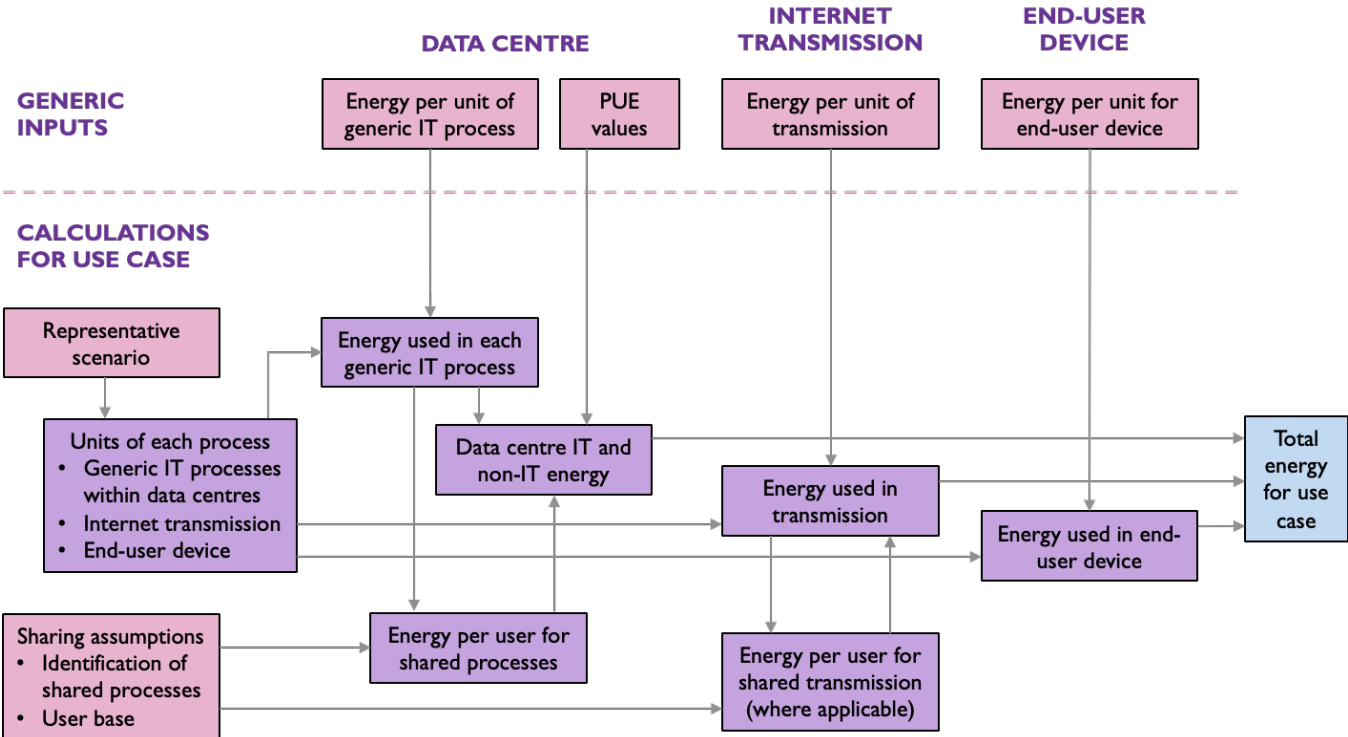 DATA CENTRE
INTERNET
TRANSMISSION
END-USER
DEVICE
GENERIC
INPUTS
Energy per unit of
generic IT process
PUE
values
Energy per unit of
transmission
Energy per unit for
end-user device
CALCULATIONS
FOR USE CASE
Representative
scenario
Energy used in each
generic IT process
Units of each process
• Generic IT processes
within data centres
• Internet transmission
• End-user device
Data centre IT and
non-IT energy
Energy used in
transmission
Energy used in end-
user device
Total
energy
for use
case
Sharing assumptions
• Identification of
shared processes
• User base
Energy per user for
shared processes
Energy per user for
shared transmission
(where applicable)